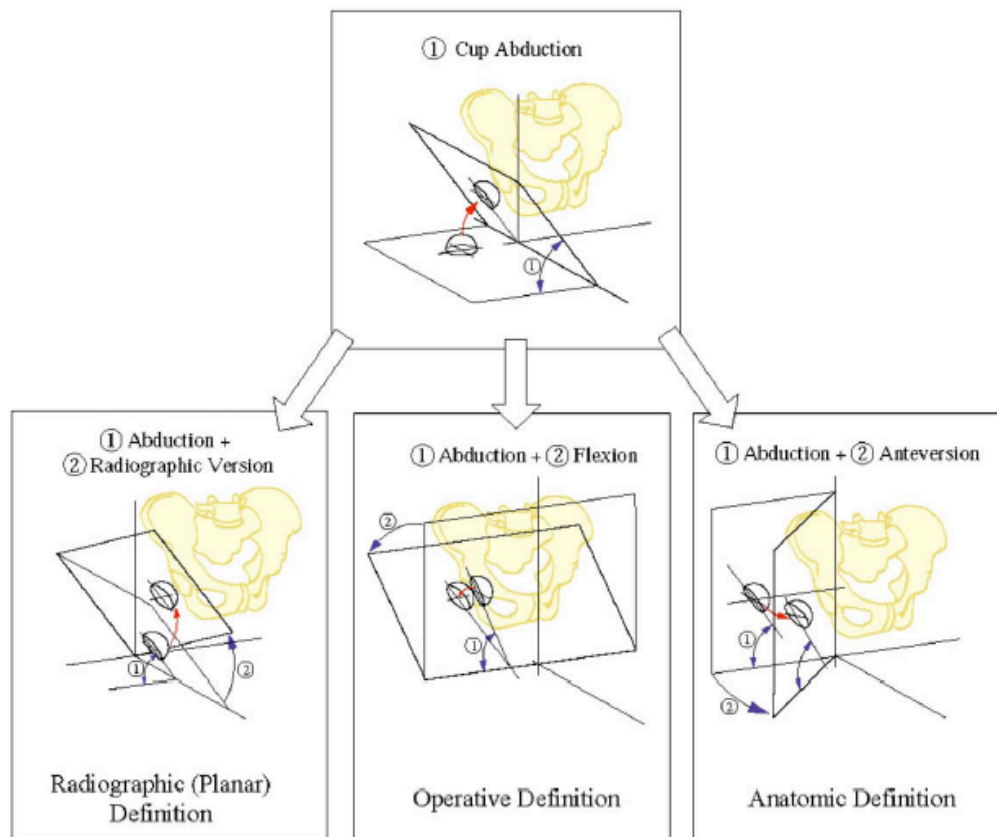 ① Cup Abduction
①
① Abduction +
② Radiographic Version
①
②
Radiographic (Planar)
Definition
① Abduction + ② Flexion
②
①
Operative Definition
① Abduction + ② Anteversion
①
②
Anatomic Definition